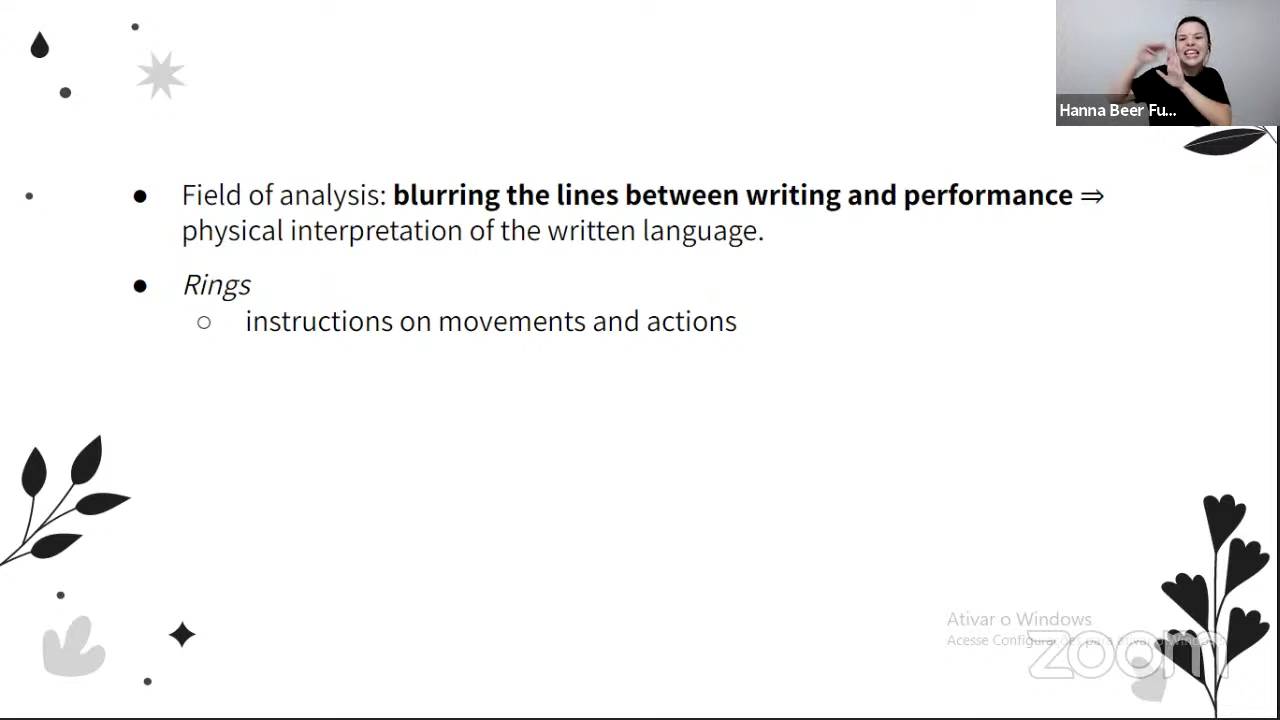 Hanna Beer Fu...
● Field of analysis: blurring the lines between writing and performance ⇒
physical interpretation of the written language.
● Rings
○ instructions on movements and actions
Ativar o Windows
Acesse Configurações para ativar o Windows.
zoom